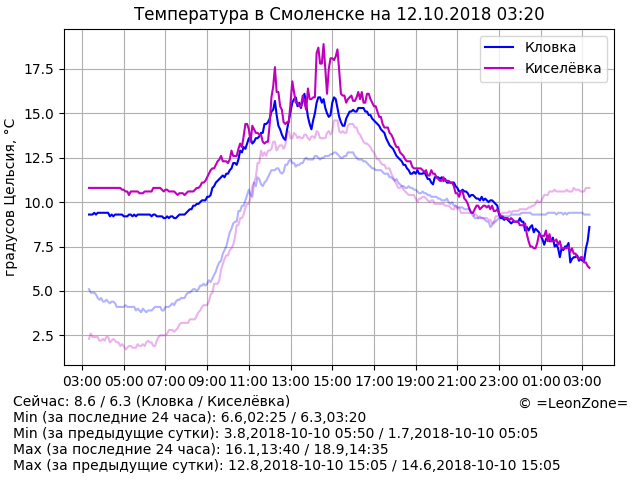 Температура в Смоленске на 12.10.2018 03:20
Кловка
Киселёвка
градусов Цельсия, °C
17.5
15.0
12.5
10.0
7.5
5.0
2.5
03:00 05:00 07:00 09:00 11:00 13:00 15:00 17:00 19:00 21:00 23:00 01:00 03:00
Сейчас: 8.6 / 6.3 (Кловка / Киселёвка)
© =LeonZone=
Min (за последние 24 часа): 6.6,02:25 / 6.3,03:20
Min (за предыдущие сутки): 3.8,2018-10-10 05:50 / 1.7,2018-10-10 05:05
Max (за последние 24 часа): 16.1,13:40 / 18.9,14:35
Max (за предыдущие сутки): 12.8,2018-10-10 15:05 / 14.6,2018-10-10 15:05